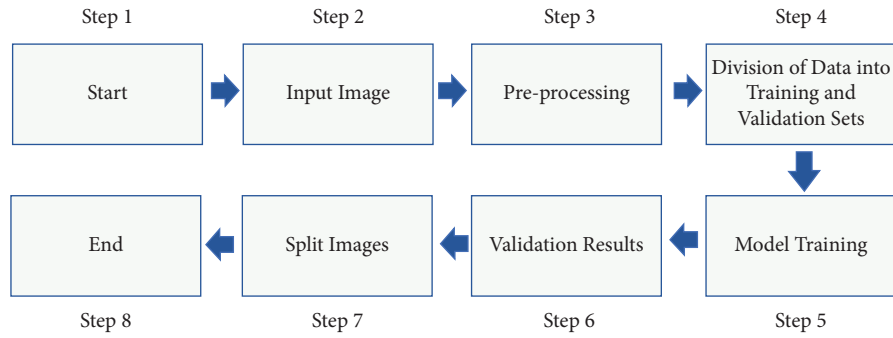 Step 1
Step 2
Step 3
Step 4
Start
Input Image
Pre-processing
Division of Data into
Training and
Validation Sets
End
Split Images
Validation Results
Model Training
Step 8
Step 7
Step 6
Step 5